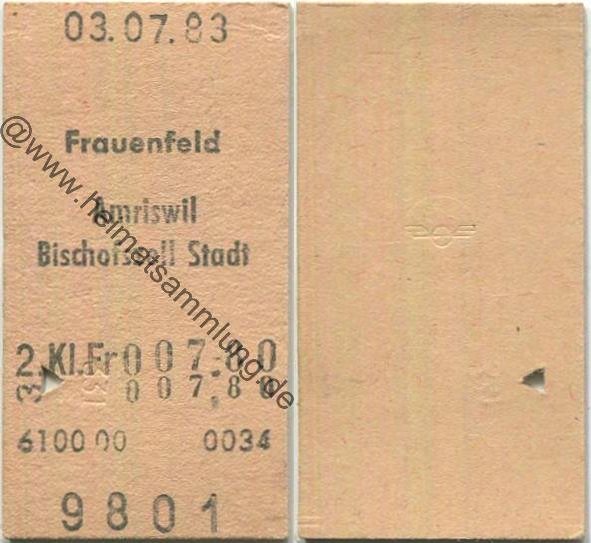 03.07.83
Frauenfeld
Amriswil
Bischofszell Stadt
2.Kl.Fr 007.80
007.80
6100 00 0034
9801
@www.heimatsammlung.de